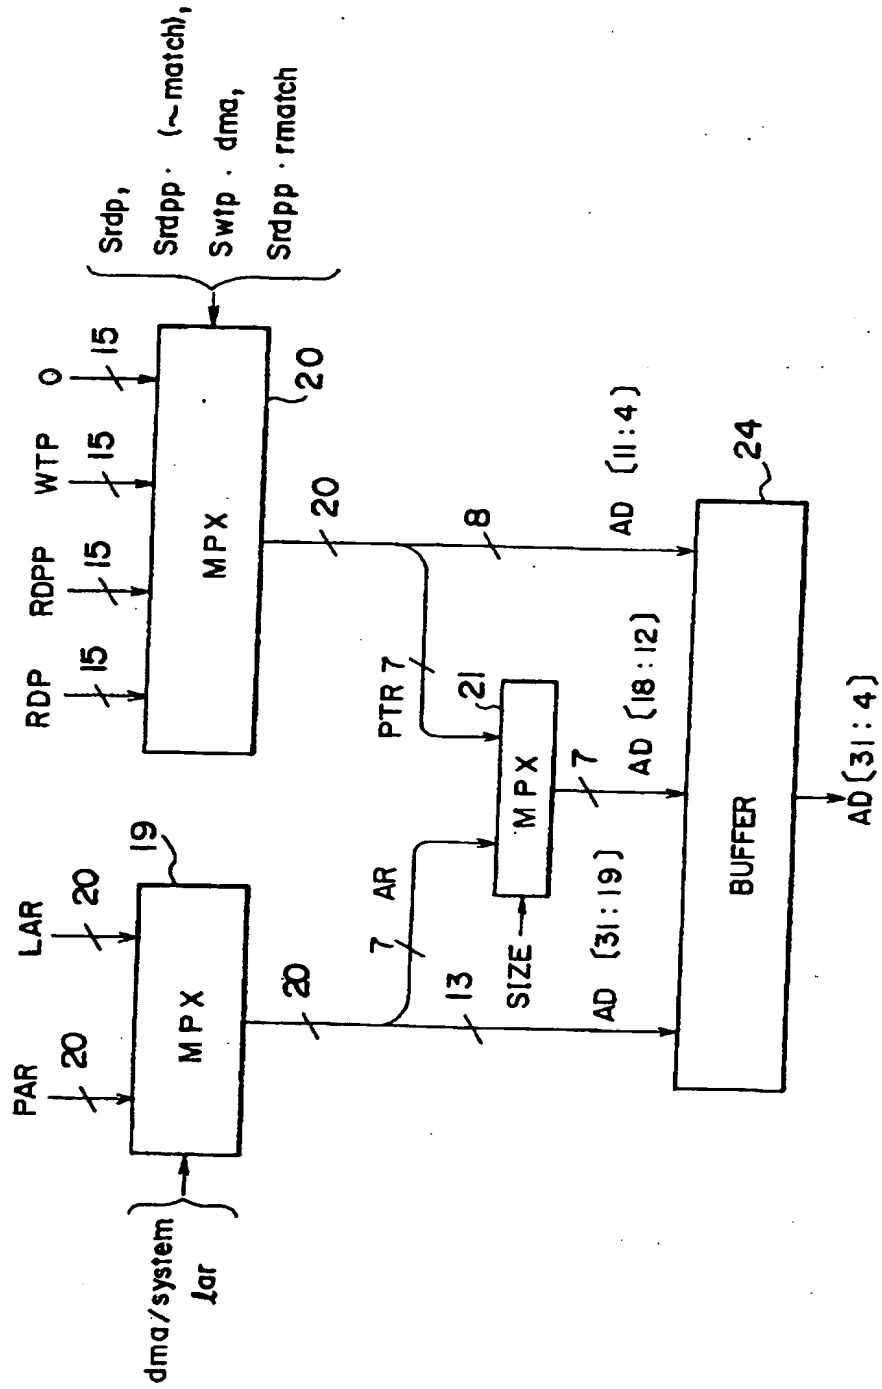 PAR
LAR
RDP
RDPP
WTP
O
20
20
15
15
15
15
19
dma/system
lar
MPX
MPX
Srdp,
Srdpp · (~match),
Swtp · dma,
Srdpp · rmatch
20
20
20
7
AR
PTR 7
21
13
8
SIZE
MPX
7
AD [31:19]
AD [18:12]
AD [11:4]
BUFFER
24
AD [31:4]